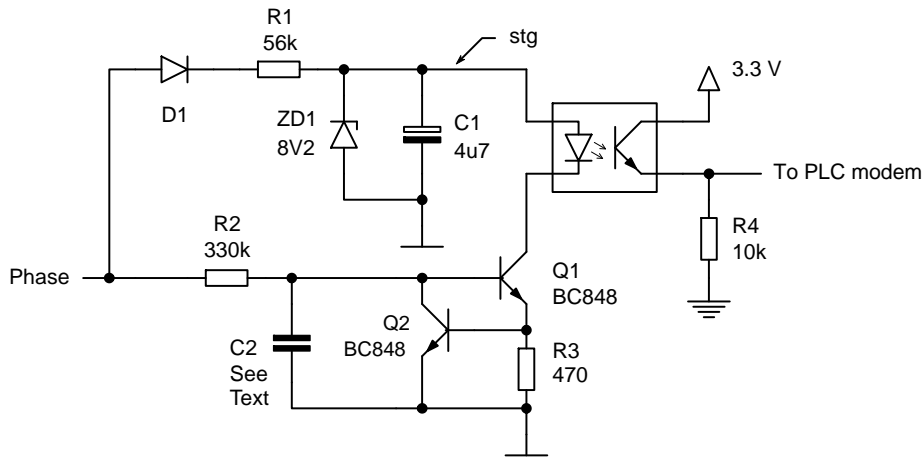 R1
56k
stg
3.3 V
D1
ZD1
8V2
C1
4u7
To PLC modem
R2
330k
R4
10k
Phase
Q1
BC848
Q2
BC848
C2
See
Text
R3
470